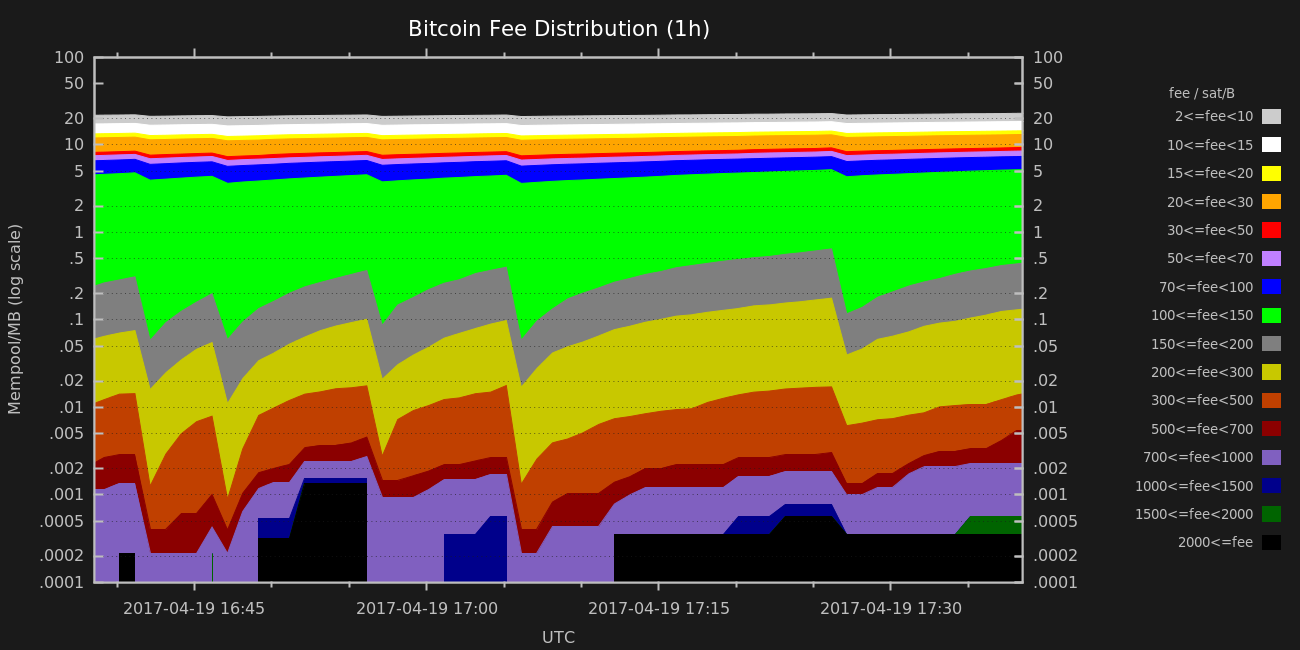 Bitcoin Fee Distribution (1h)
Mempool/MB (log scale)
100
50
20
10
5
2
1
.5
.2
.1
.05
.02
.01
.005
.002
.001
.0005
.0002
.0001
100
50
20
10
5
2
1
.5
.2
.1
.05
.02
.01
.005
.002
.001
.0005
.0002
.0001
2017-04-19 16:45
2017-04-19 17:00
2017-04-19 17:15
2017-04-19 17:30
UTC
fee / sat/B
2<=fee<10
10<=fee<15
15<=fee<20
20<=fee<30
30<=fee<50
50<=fee<70
70<=fee<100
100<=fee<150
150<=fee<200
200<=fee<300
300<=fee<500
500<=fee<700
700<=fee<1000
1000<=fee<1500
1500<=fee<2000
2000<=fee